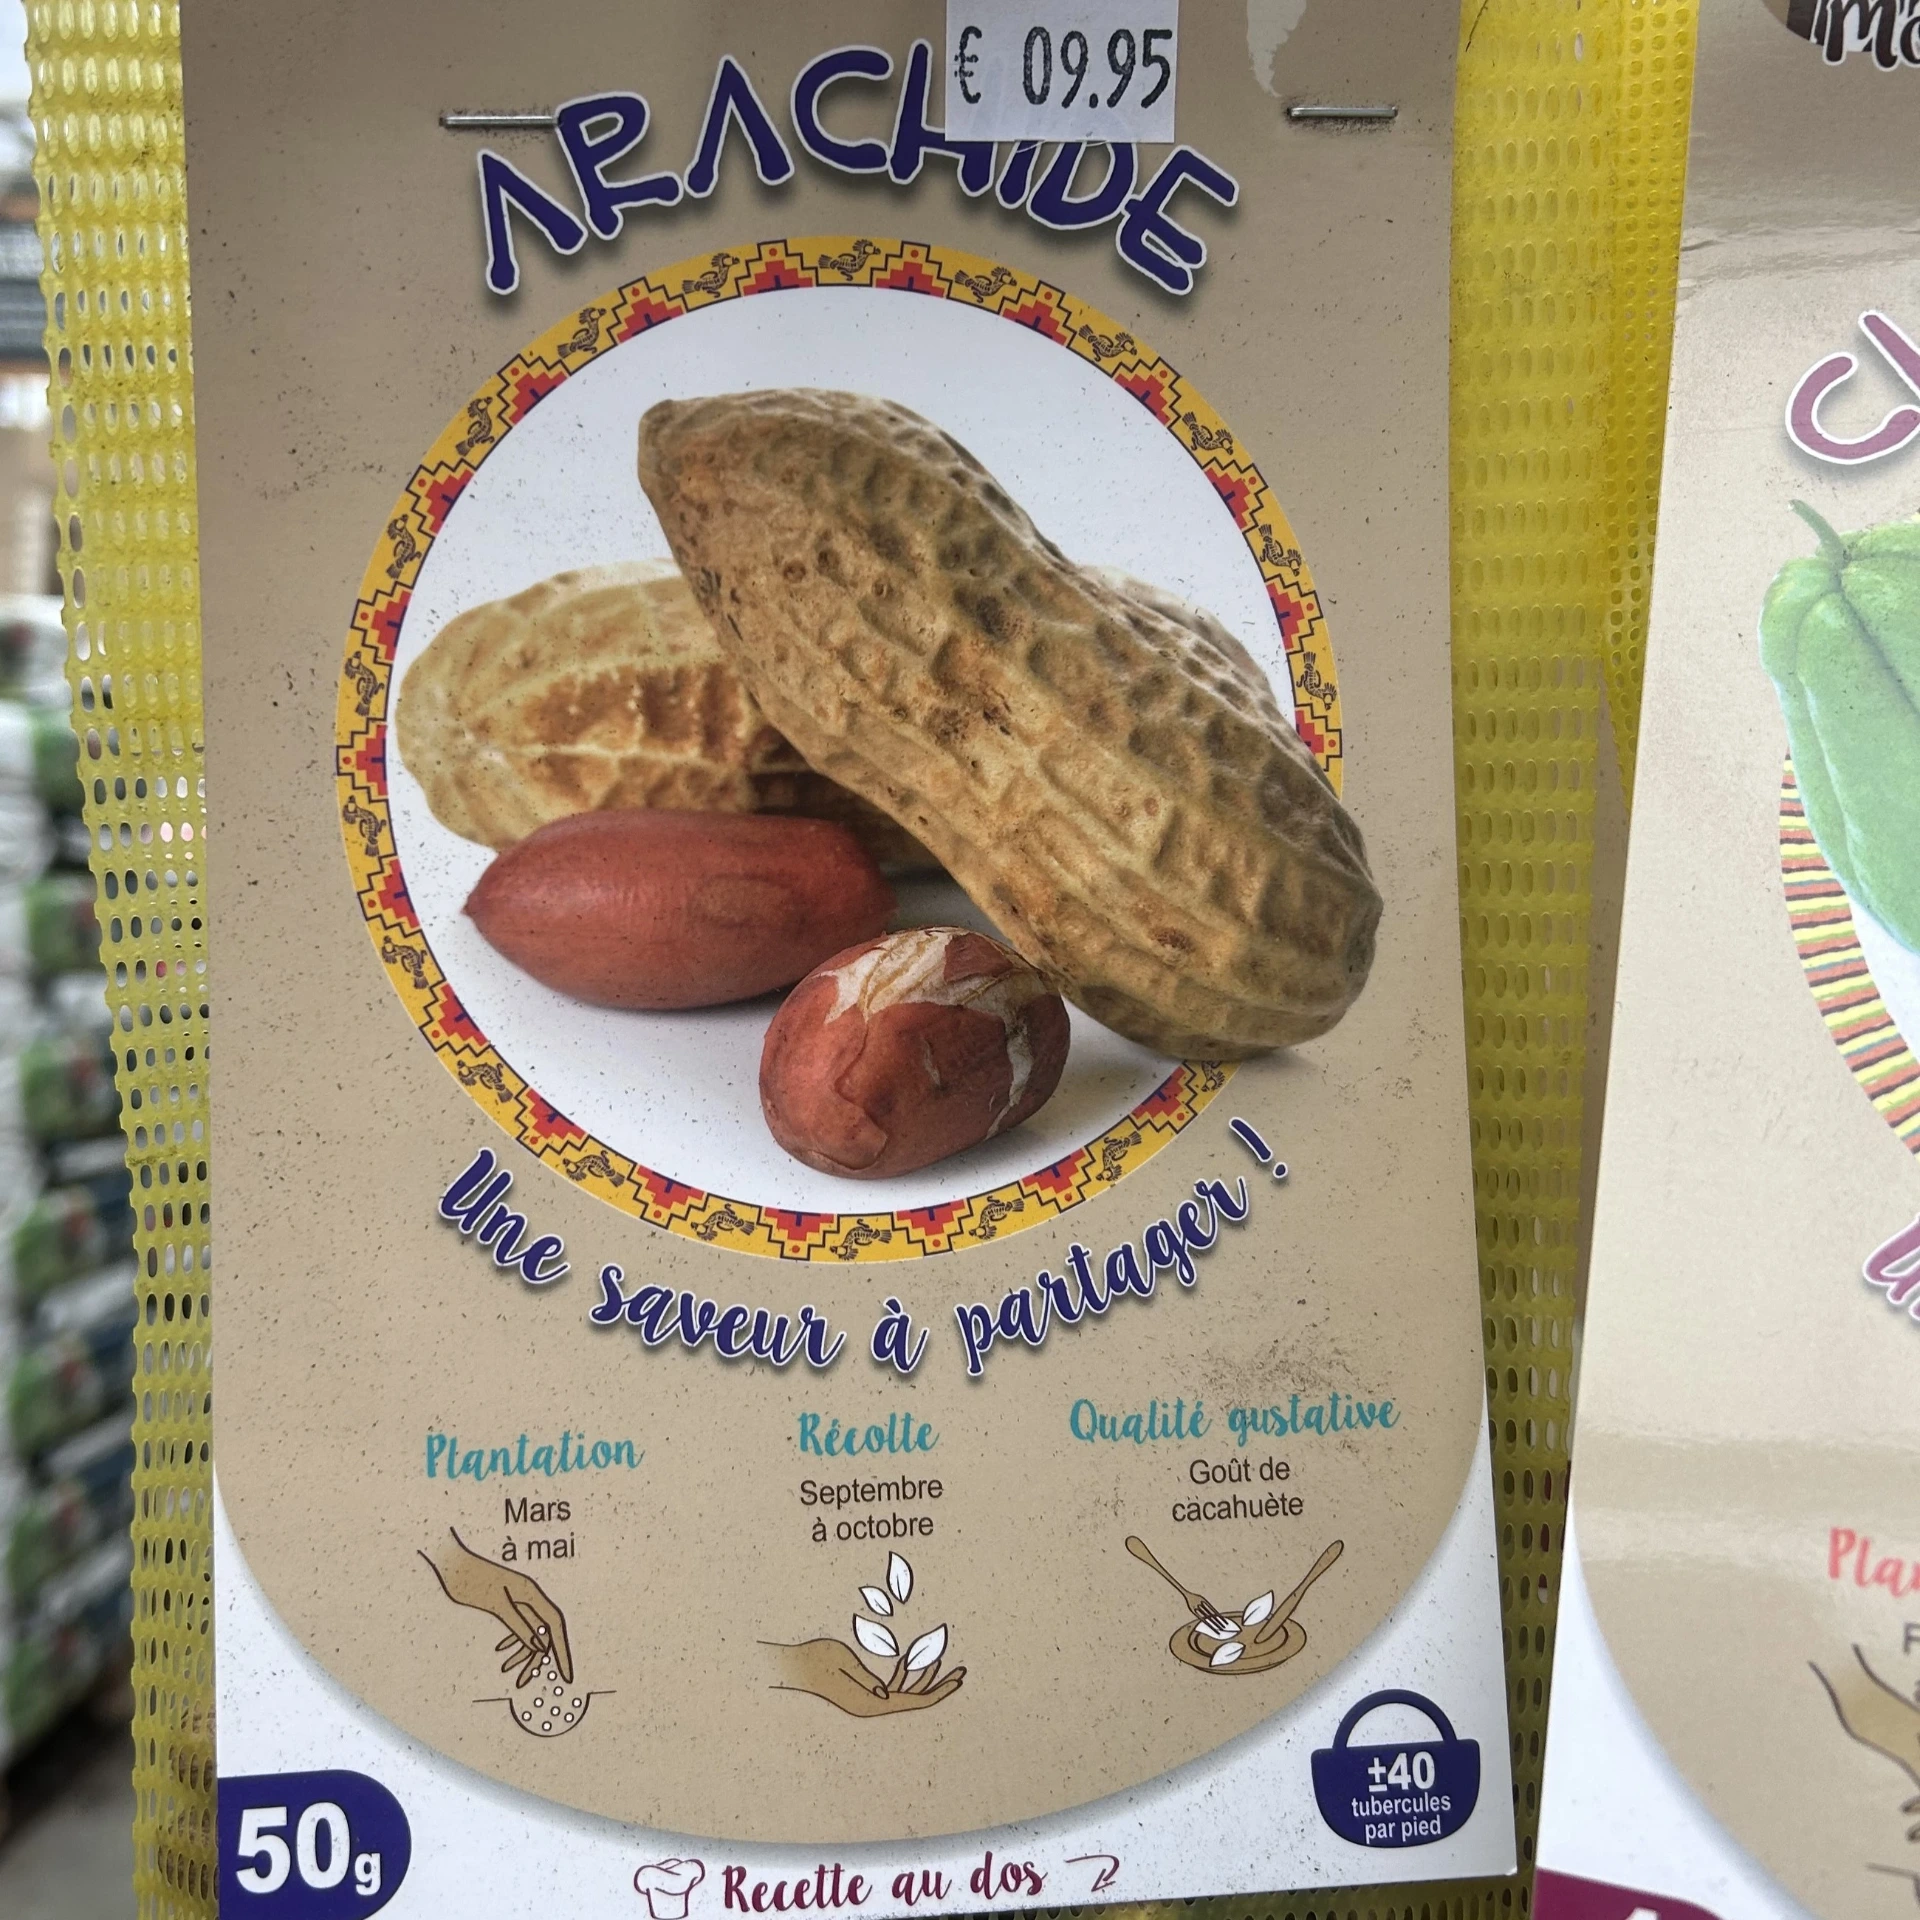 € 09.95
ARACHIDE
Une saveur à partager !
Plantation
Mars
à mai
Récolte
Septembre
à octobre
Qualité gustative
Goût de
cacahuète
±40
tubercules
par pied
50g
Recette au dos